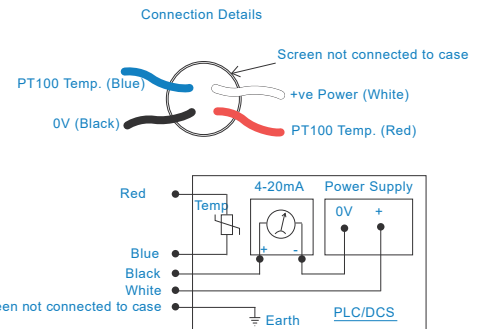 Connection Details
Screen not connected to case
PT100 Temp. (Blue)
+ve Power (White)
0V (Black)
PT100 Temp. (Red)
4-20mA Power Supply
Red
Temp
0V +
Blue
+ -
Black
White
not connected to case
Earth
PLC/DCS